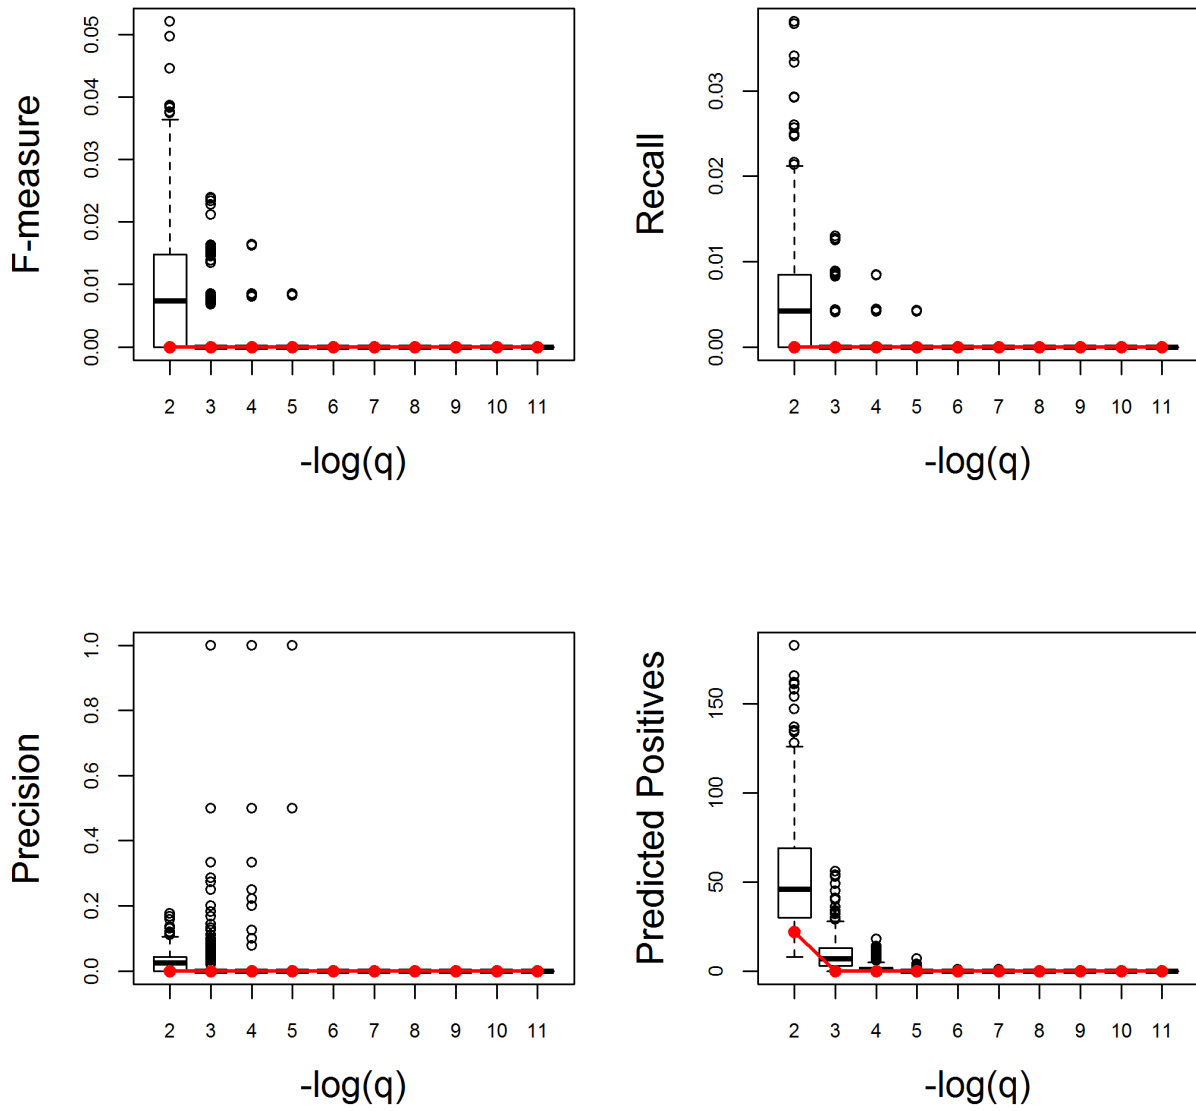 F-measure
0.00 0.01 0.02 0.03 0.04 0.05
2 3 4 5 6 7 8 9 10 11
-log(q)
Recall
0.00 0.01 0.02 0.03
2 3 4 5 6 7 8 9 10 11
-log(q)
Precision
0.0 0.2 0.4 0.6 0.8 1.0
2 3 4 5 6 7 8 9 10 11
-log(q)
Predicted Positives
0 50 100 150
2 3 4 5 6 7 8 9 10 11
-log(q)